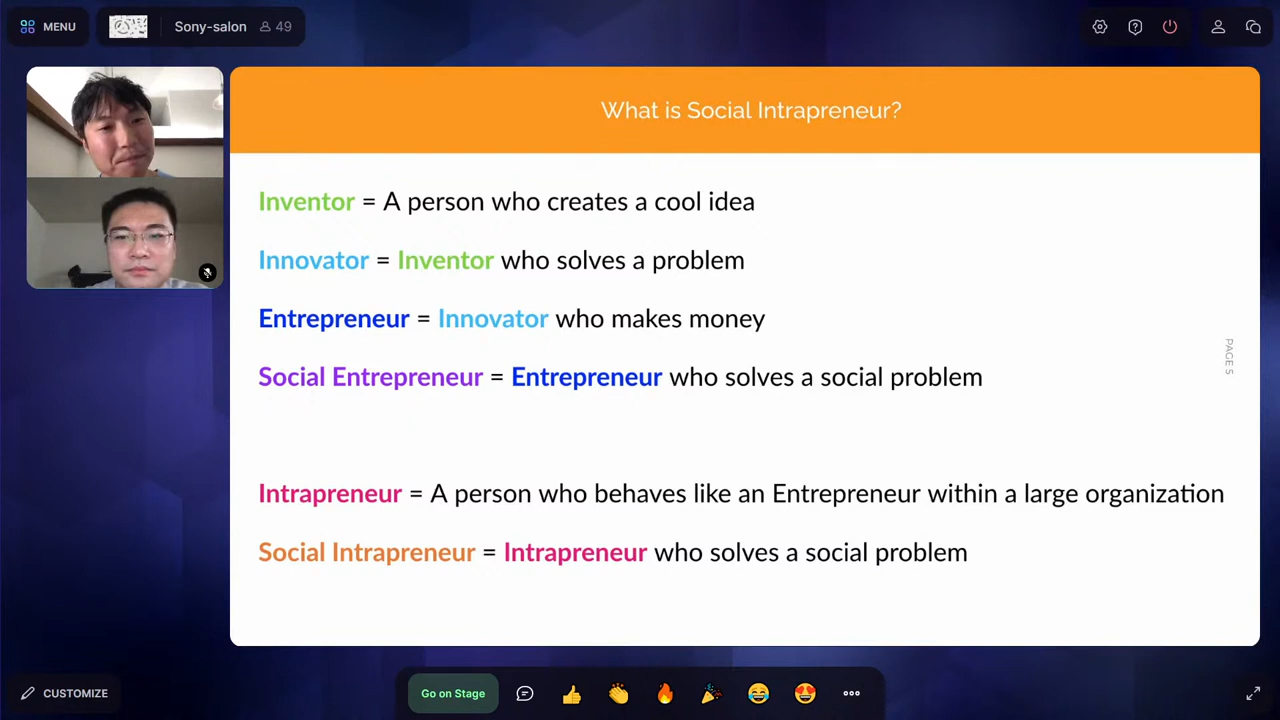 MENU
Sony-salon
49
What is Social Intrapreneur?
Inventor = A person who creates a cool idea
Innovator = Inventor who solves a problem
Entrepreneur = Innovator who makes money
Social Entrepreneur = Entrepreneur who solves a social problem
PAGE 5
Intrapreneur = A person who behaves like an Entrepreneur within a large organization
Social Intrapreneur = Intrapreneur who solves a social problem
CUSTOMIZE
Go on Stage